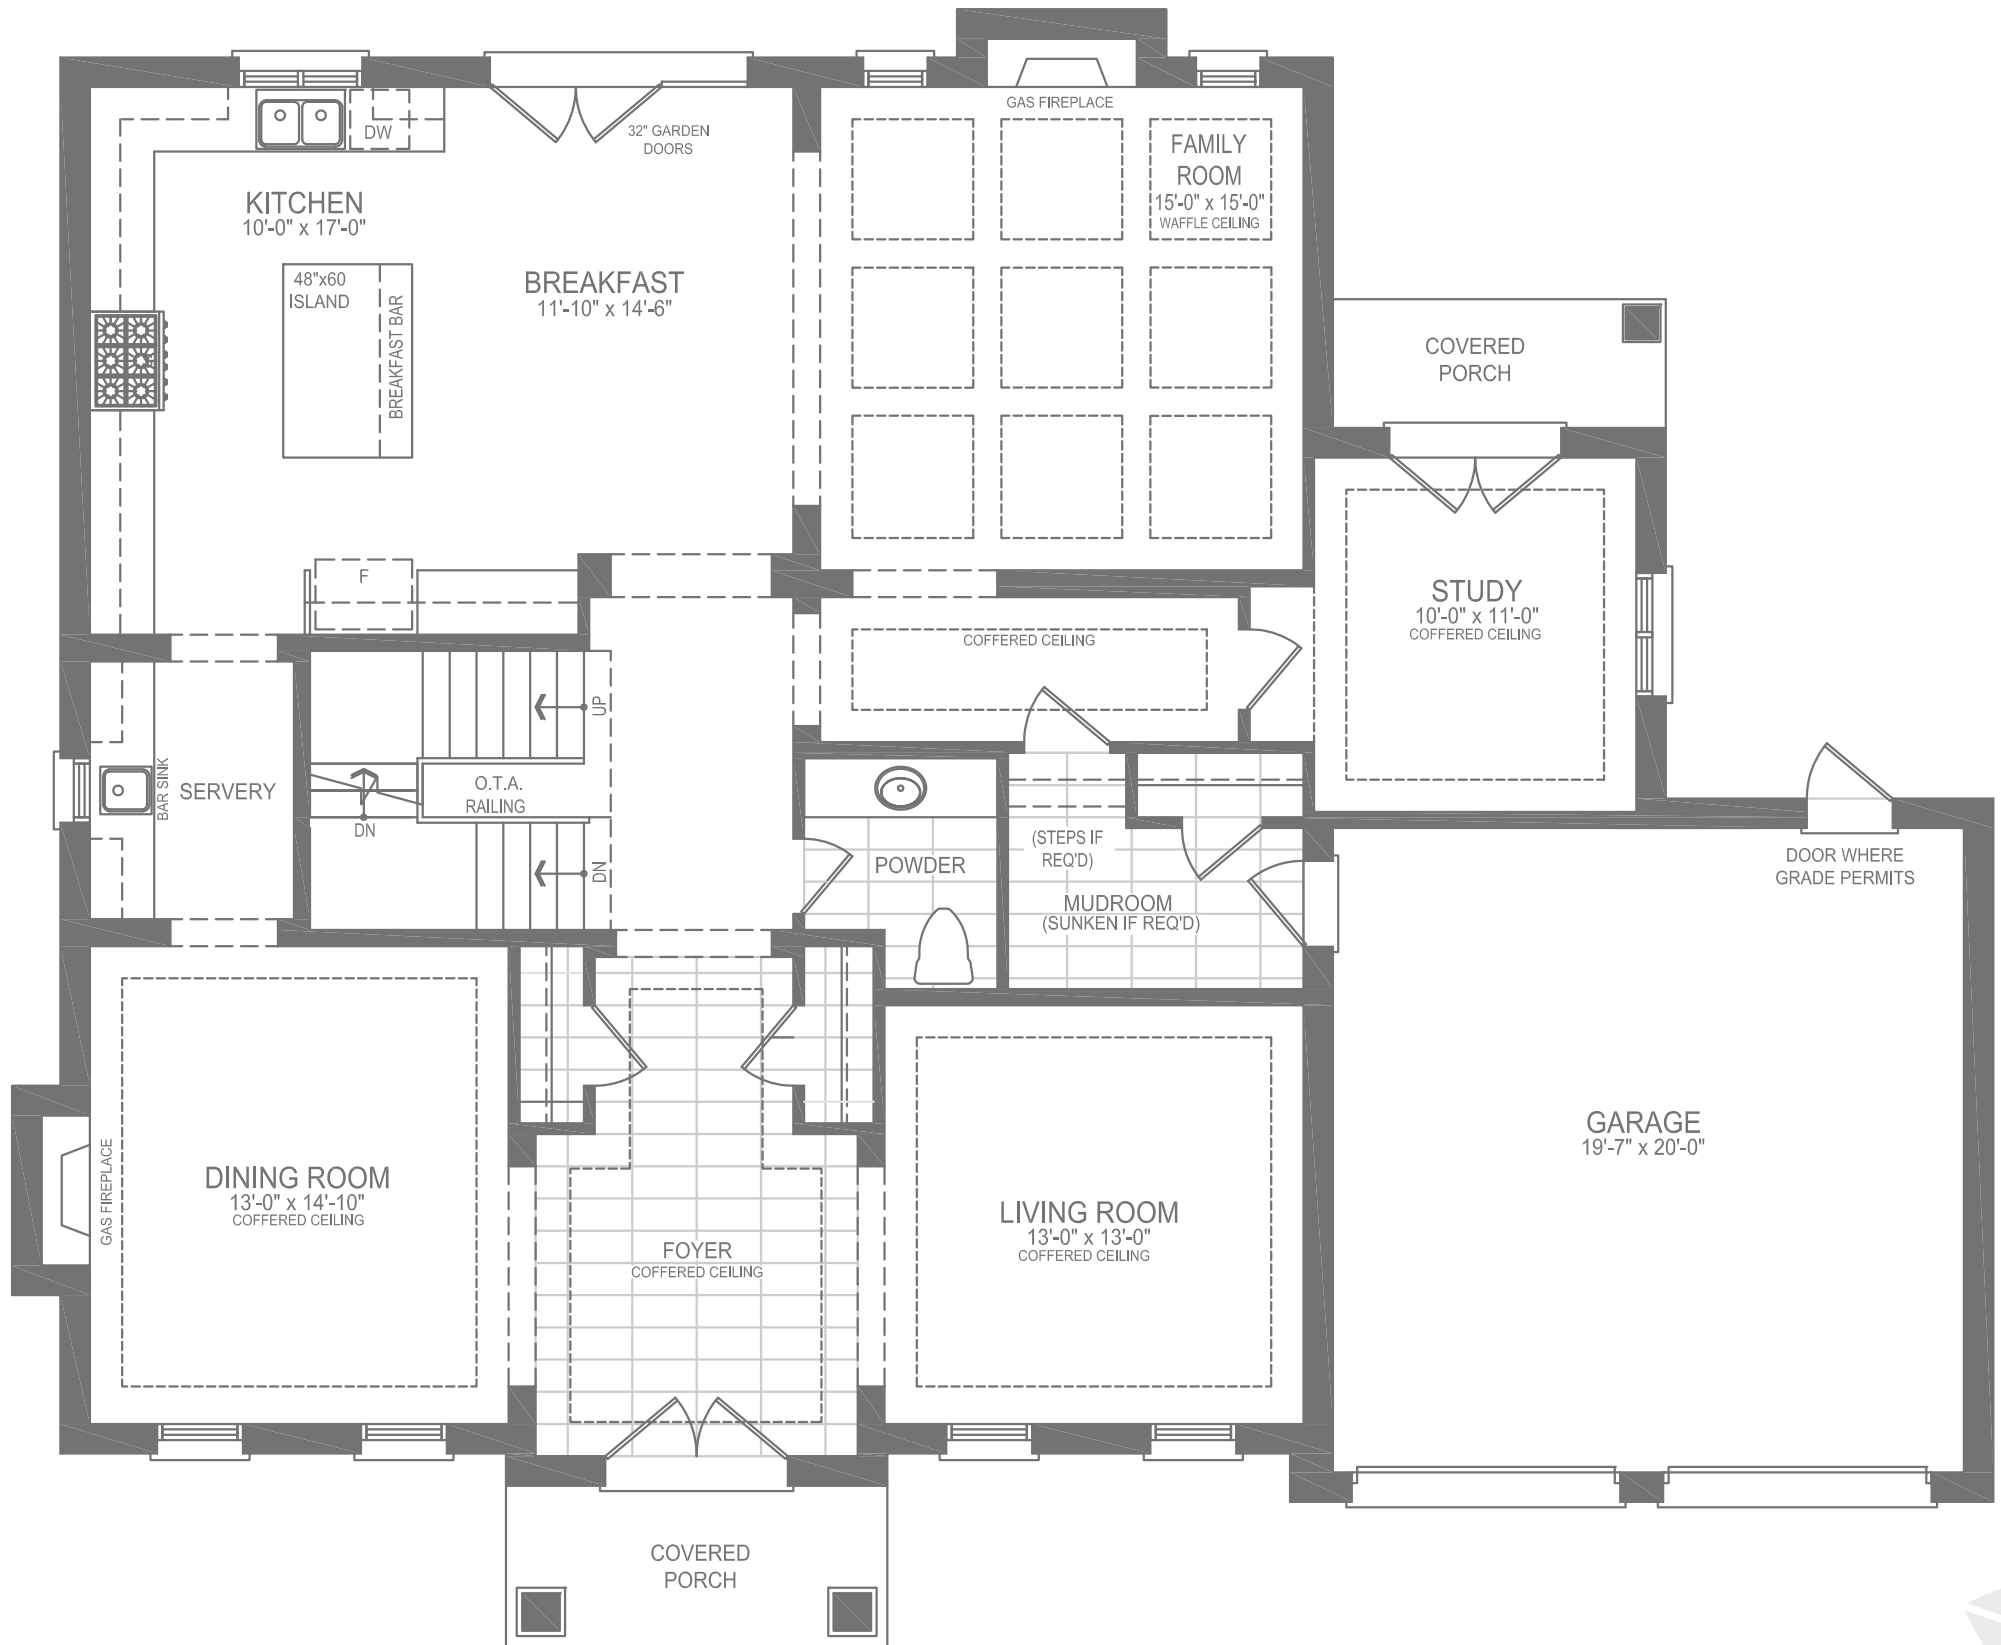 GAS FIREPLACE
DW
32" GARDEN
DOORS
FAMILY
ROOM
15'-0" x 15'-0"
WAFFLE CEILING
KITCHEN
10'-0" x 17'-0"
48"x60
ISLAND
BREAKFAST BAR
BREAKFAST
11'-10" x 14'-6"
COVERED
PORCH
F
STUDY
10'-0" x 11'-0"
COFFERED CEILING
COFFERED CEILING
UP
BAR SINK
SERVERY
O.T.A.
RAILING
DN
DN
(STEPS IF
REQ'D)
POWDER
MUDROOM
(SUNKEN IF REQ'D)
DOOR WHERE
GRADE PERMITS
GARAGE
19'-7" x 20'-0"
GAS FIREPLACE
DINING ROOM
13'-0" x 14'-10"
COFFERED CEILING
FOYER
COFFERED CEILING
LIVING ROOM
13'-0" x 13'-0"
COFFERED CEILING
COVERED
PORCH